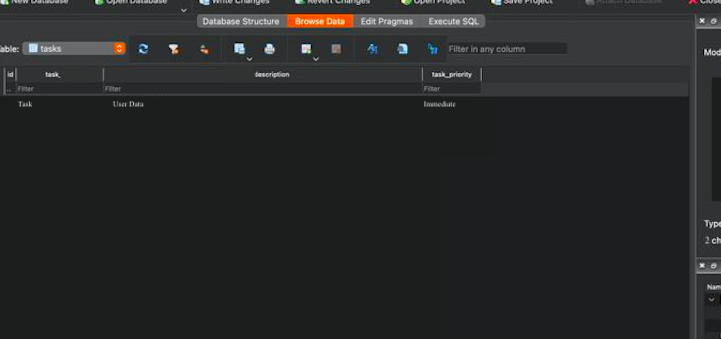 New Database Open Database Write Changes Revert Changes Open Project Save Project Attach Database Close
Database Structure Browse Data Edit Pragmas Execute SQL
Table: tasks Filter in any column
id task_ description task_priority
Filter Filter Filter
Task User Data Immediate
Mod
Type
2 ch
Nam